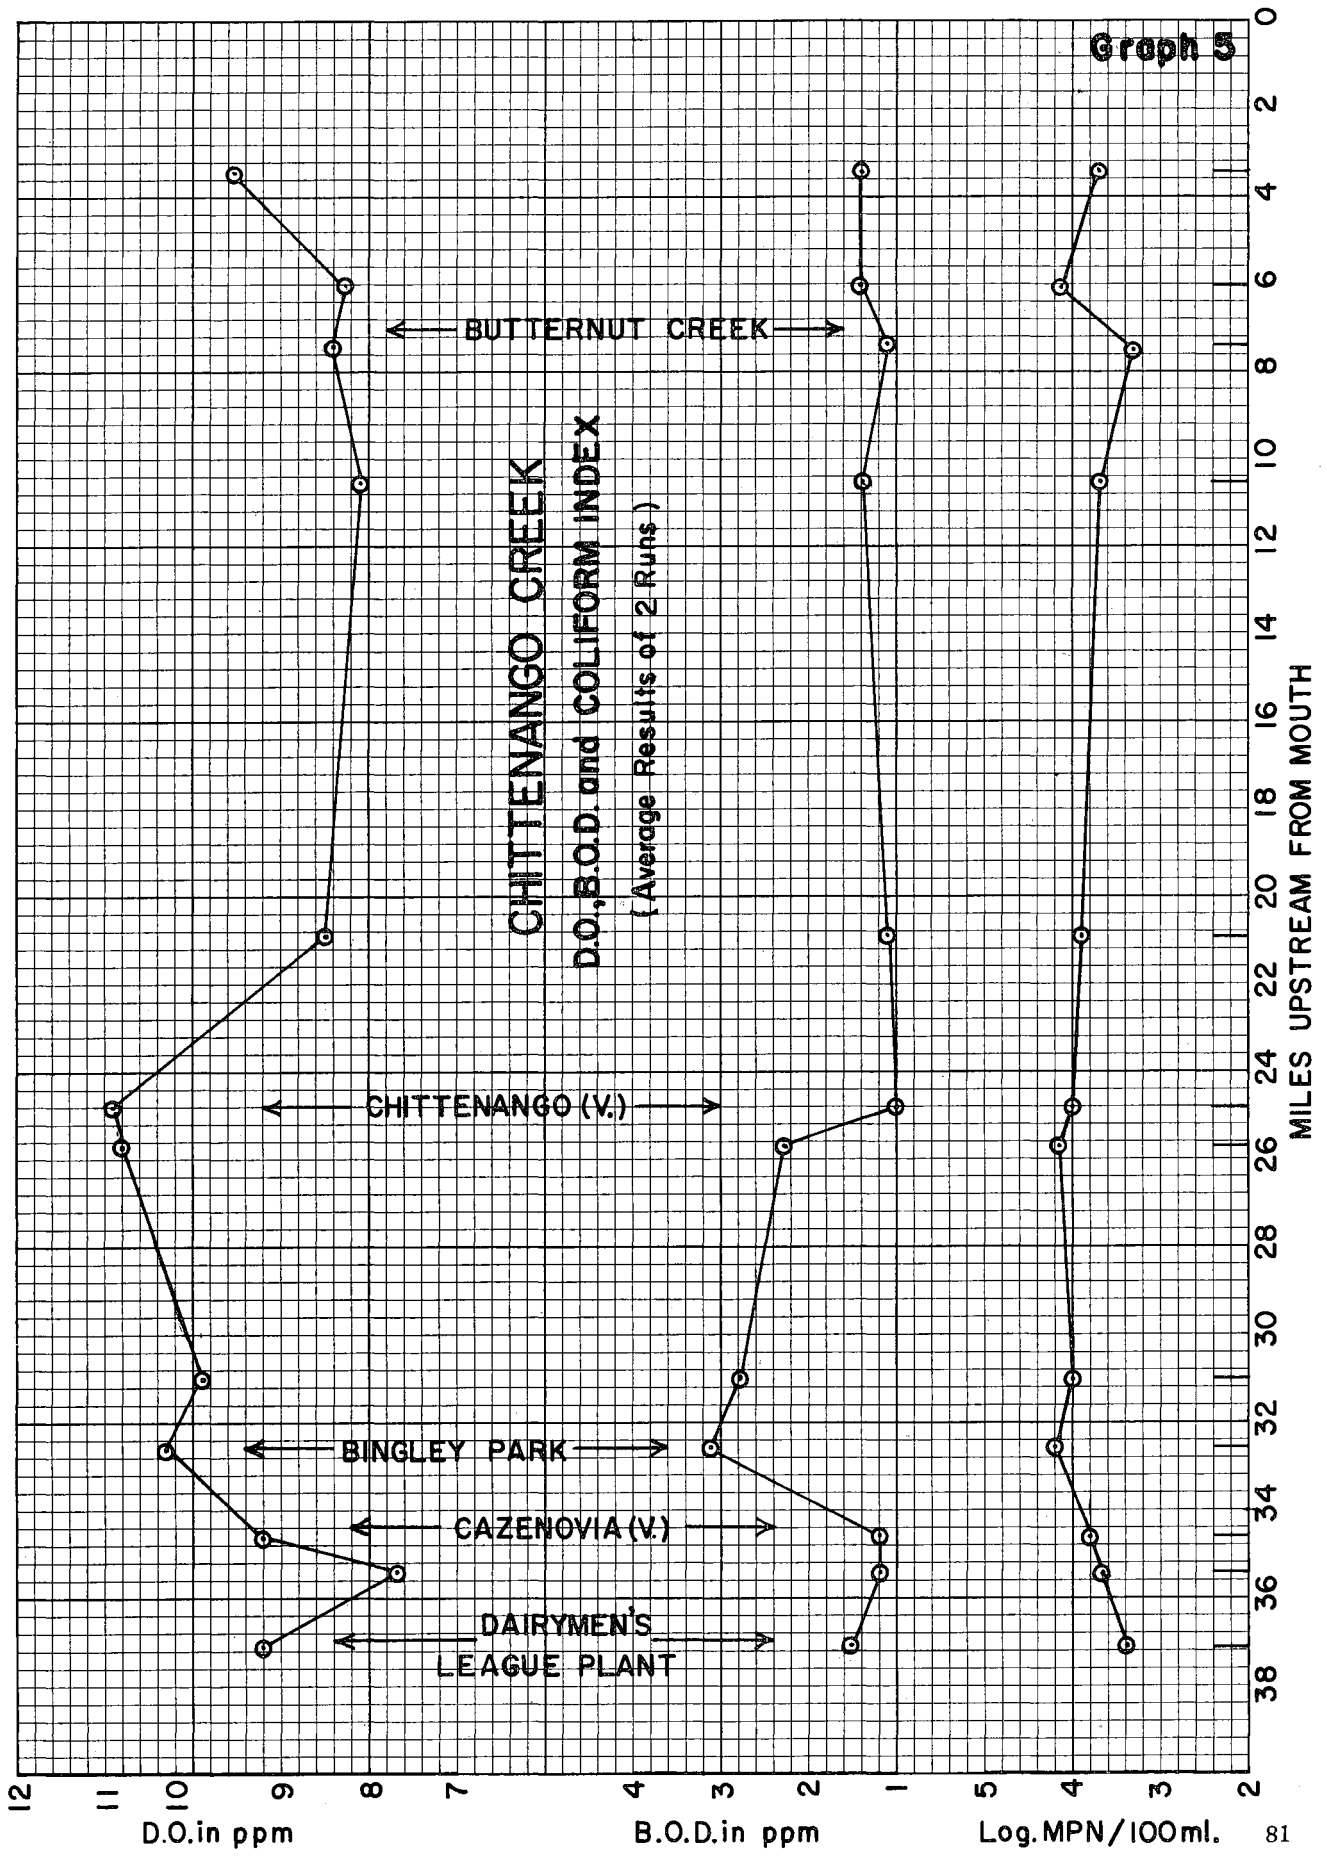 Graph 5
0
2
4
6
8
10
12
14
16
18
20
22
24
26
28
30
32
34
36
38
MILES UPSTREAM FROM MOUTH
BUTTERNUT CREEK
CHITTENANGO CREEK
D.O., B.O.D. and COLIFORM INDEX
(Average Results of 2 Runs)
CHITTENANGO (V.)
BINGLEY PARK
CAZENOVIA (V.)
DAIRYMEN'S
LEAGUE PLANT
12 11 10 9 8 7 4 3 2 1 5 4 3 2
D.O. in ppm B.O.D. in ppm Log. MPN/100 ml. 81